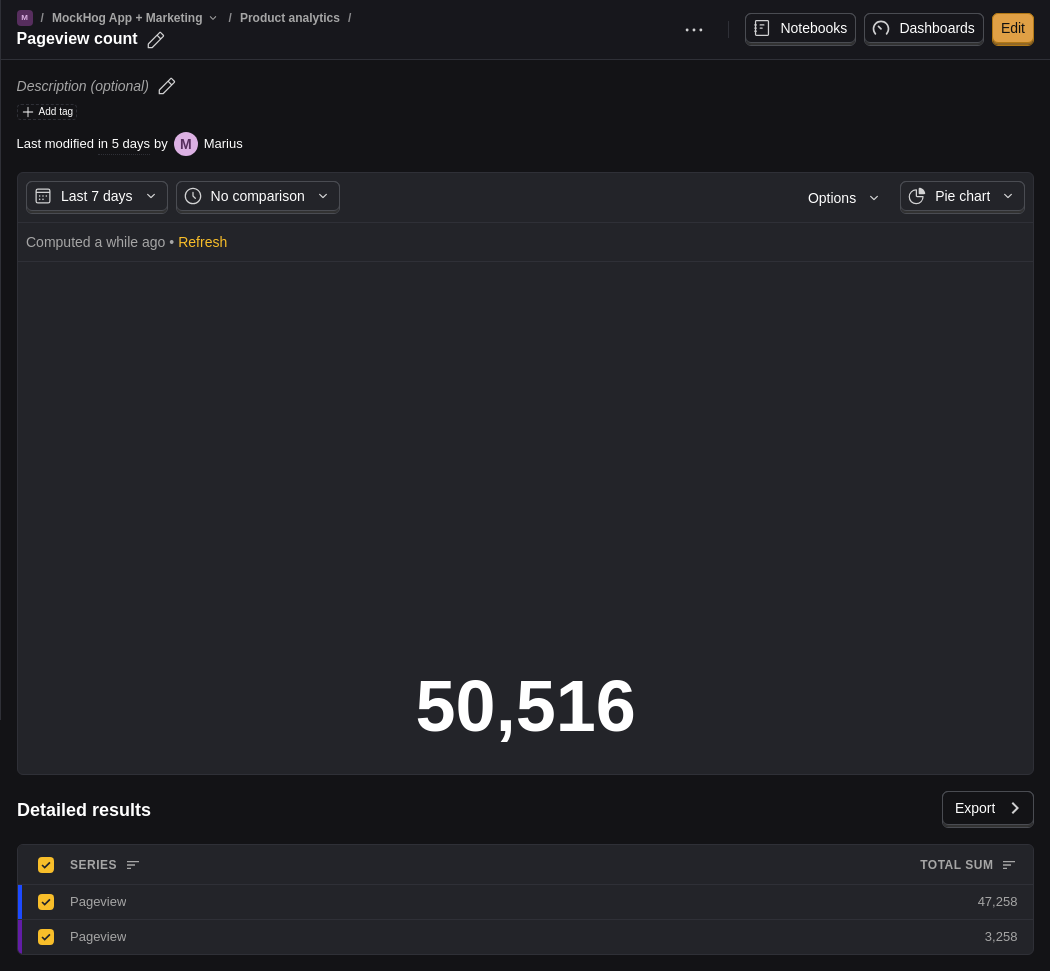 M / MockHog App + Marketing / Product analytics /
Pageview count
Notebooks
Dashboards
Edit
Description (optional)
Add tag
Last modified in 5 days by M Marius
Last 7 days
No comparison
Options
Pie chart
Computed a while ago • Refresh
50,516
Detailed results
Export
SERIES
TOTAL SUM
Pageview
47,258
Pageview
3,258